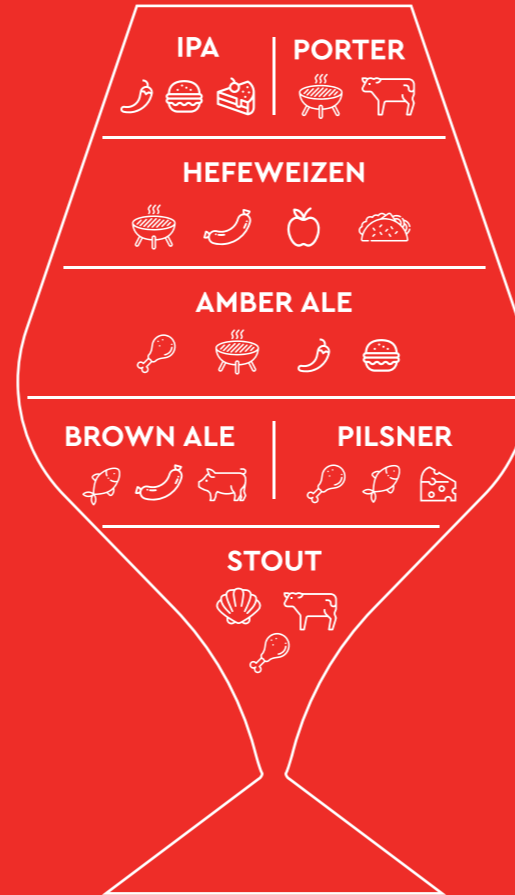 IPA
PORTER
HEFEWEIZEN
AMBER ALE
BROWN ALE
PILSNER
STOUT